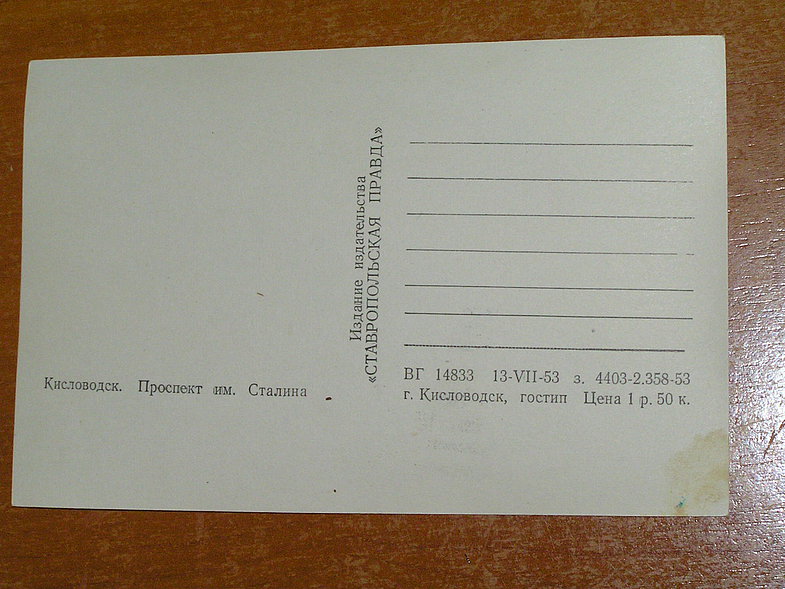 Кисловодск. Проспект им. Сталина
Издание издательства
«СТАВРОПОЛЬСКАЯ ПРАВДА»
ВГ 14833 13-VII-53 з. 4403-2.358-53
г. Кисловодск, гостип Цена 1 р. 50 к.